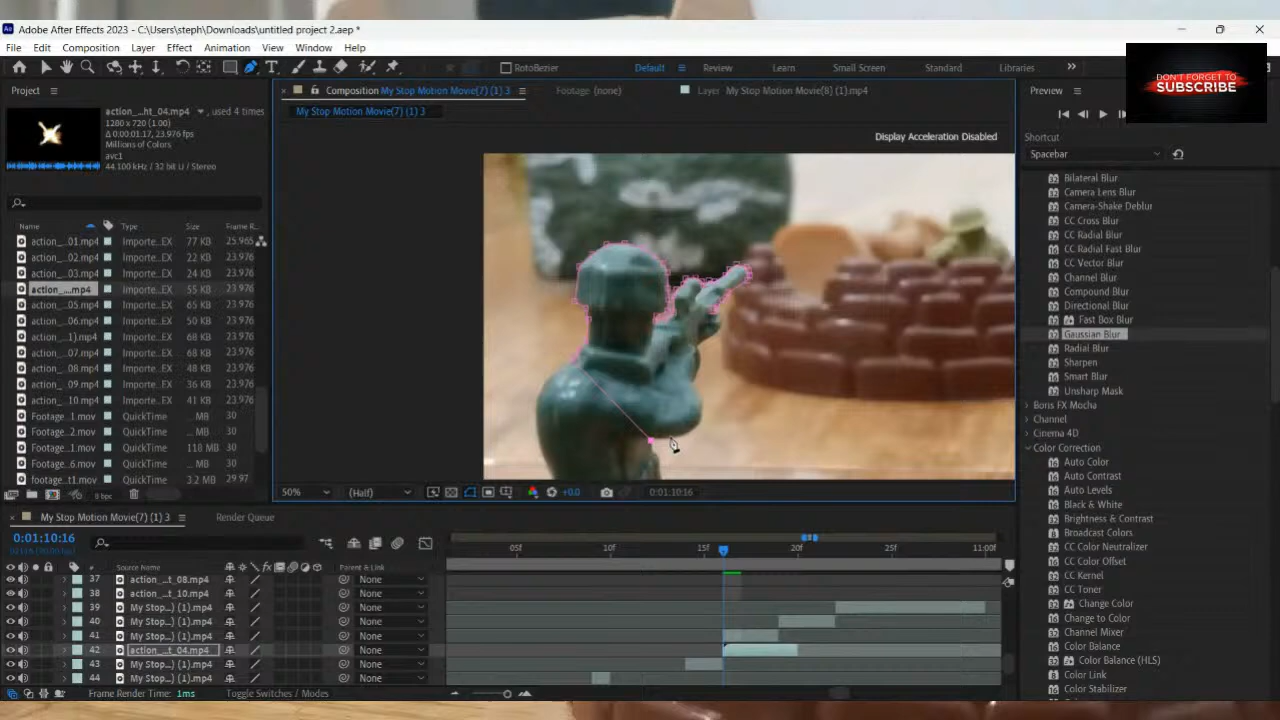 Adobe After Effects 2023 - C:\Users\steph\Downloads\untitled project 2.aep *
File Edit Composition Layer Effect Animation View Window Help
RotoBezier
Default
Review
Learn
Small Screen
Standard
Libraries
DON'T FORGET TO
SUBSCRIBE
Project
Composition My Stop Motion Movie(7) (1) 3
Footage (none)
Layer My Stop Motion Movie(8) (1).mp4
Preview
My Stop Motion Movie(7) (1) 3
action_...ht_04.mp4 , used 4 times
1280 x 720 (1.00)
Δ 0:00:01:17, 23.976 fps
Millions of Colors
avc1
44.100 kHz / 32 bit U / Stereo
Display Acceleration Disabled
Shortcut
Spacebar
Name Type Size Frame R
action_...01.mp4 Importe...EX 77 KB 25.965
action_...02.mp4 Importe...EX 22 KB 23.976
action_...03.mp4 Importe...EX 24 KB 23.976
action_...mp4 Importe...EX 55 KB 23.976
action_...05.mp4 Importe...EX 36 KB 23.976
action_...06.mp4 Importe...EX 50 KB 23.976
action_...1).mp4 Importe...EX 68 KB 23.976
action_...07.mp4 Importe...EX 68 KB 23.976
action_...08.mp4 Importe...EX 48 KB 23.976
action_...09.mp4 Importe...EX 36 KB 23.976
action_...10.mp4 Importe...EX 41 KB 23.976
Footage...1.mov QuickTime ... MB 30
Footage...2.mov QuickTime ... MB 30
Footage...1.mov QuickTime 118 MB 30
Footage...6.mov QuickTime ... MB 30
footage...t1.mov QuickTime 3.2 MB 29.97
8 bpc
Bilateral Blur
Camera Lens Blur
Camera-Shake Deblur
CC Cross Blur
CC Radial Blur
CC Radial Fast Blur
CC Vector Blur
Channel Blur
Compound Blur
Directional Blur
Fast Box Blur
Gaussian Blur
Radial Blur
Sharpen
Smart Blur
Unsharp Mask
Boris FX Mocha
Channel
Cinema 4D
Color Correction
Auto Color
Auto Contrast
Auto Levels
Black & White
Brightness & Contrast
Broadcast Colors
CC Color Neutralizer
CC Color Offset
CC Kernel
CC Toner
Change Color
Change to Color
Channel Mixer
Color Balance
Color Balance (HLS)
Color Link
Color Stabilizer
50%
(Half)
+0.0
0:01:10:16
My Stop Motion Movie(7) (1) 3
Render Queue
0:01:10:16
05f 10f 15f 20f 25f 11:00f
# Source Name Parent & Link
37 action_...t_08.mp4 None
38 action_...t_10.mp4 None
39 My Stop...) (1).mp4 None
40 My Stop...) (1).mp4 None
41 My Stop...) (1).mp4 None
42 action_...t_04.mp4 None
43 My Stop...) (1).mp4 None
44 My Stop...) (1).mp4 None
Frame Render Time: 1ms
Toggle Switches / Modes